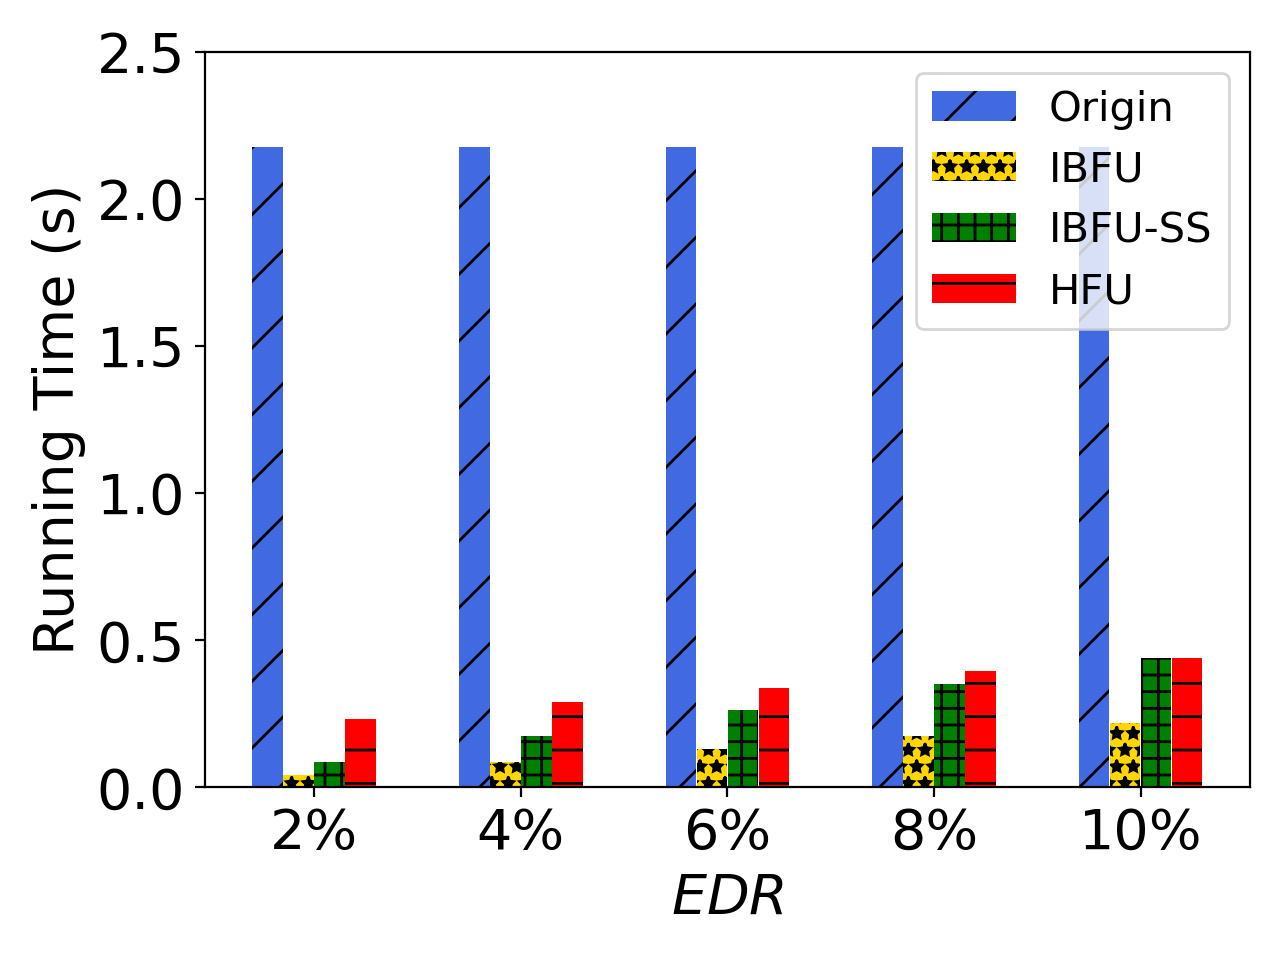 2.5
2.0
1.5
1.0
0.5
0.0
Running Time (s)
Origin
IBFU
IBFU-SS
HFU
2% 4% 6% 8% 10%
EDR